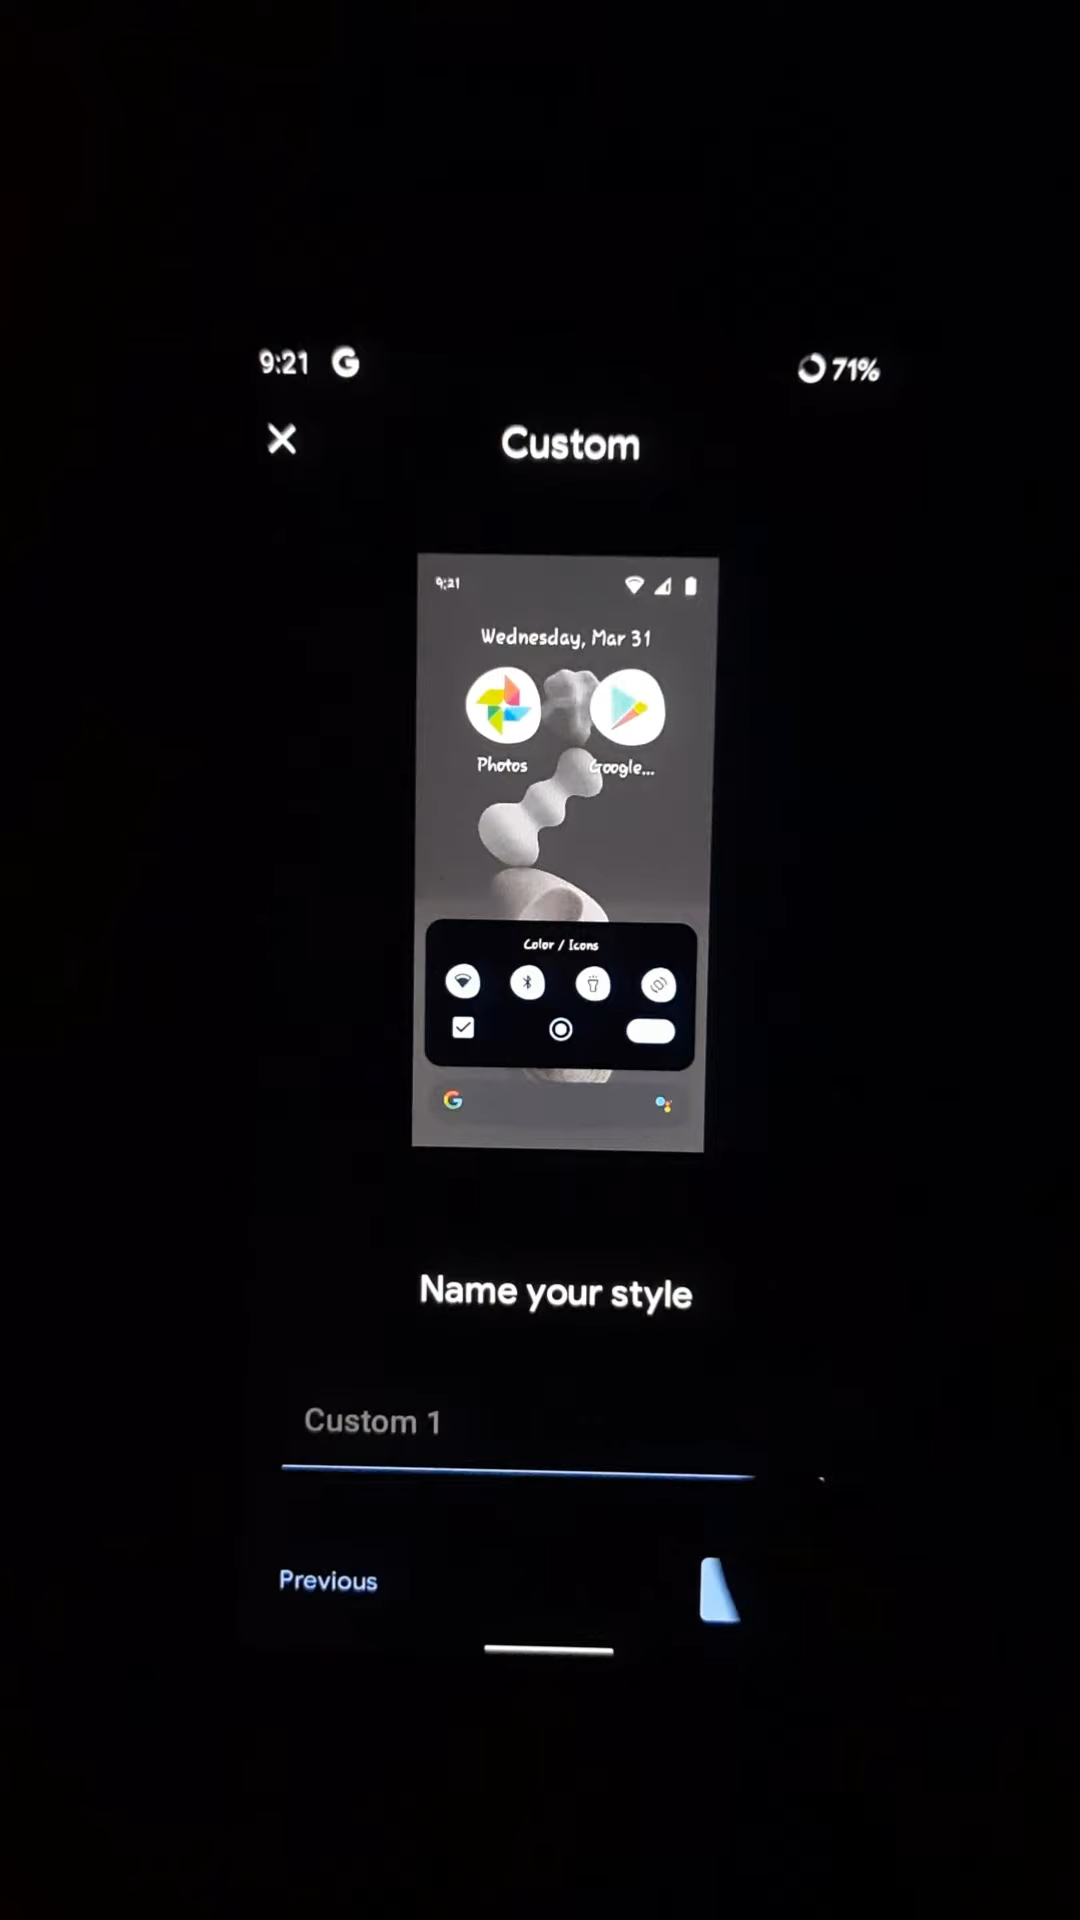 9:21 G 71%
Custom
9:21
Wednesday, Mar 31
Photos Google...
Color / Icons
G
Name your style
Custom 1
Previous